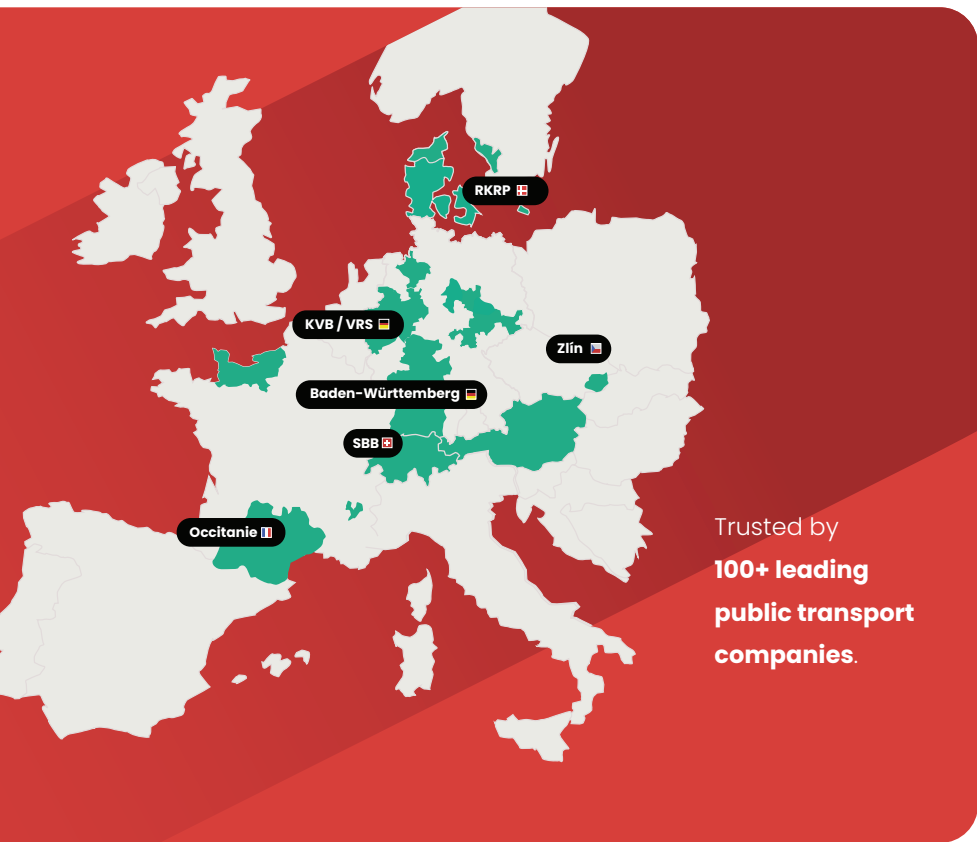 RKRP
KVB / VRS
Zlín
Baden-Württemberg
SBB
Occitanie
Trusted by
100+ leading
public transport
companies.